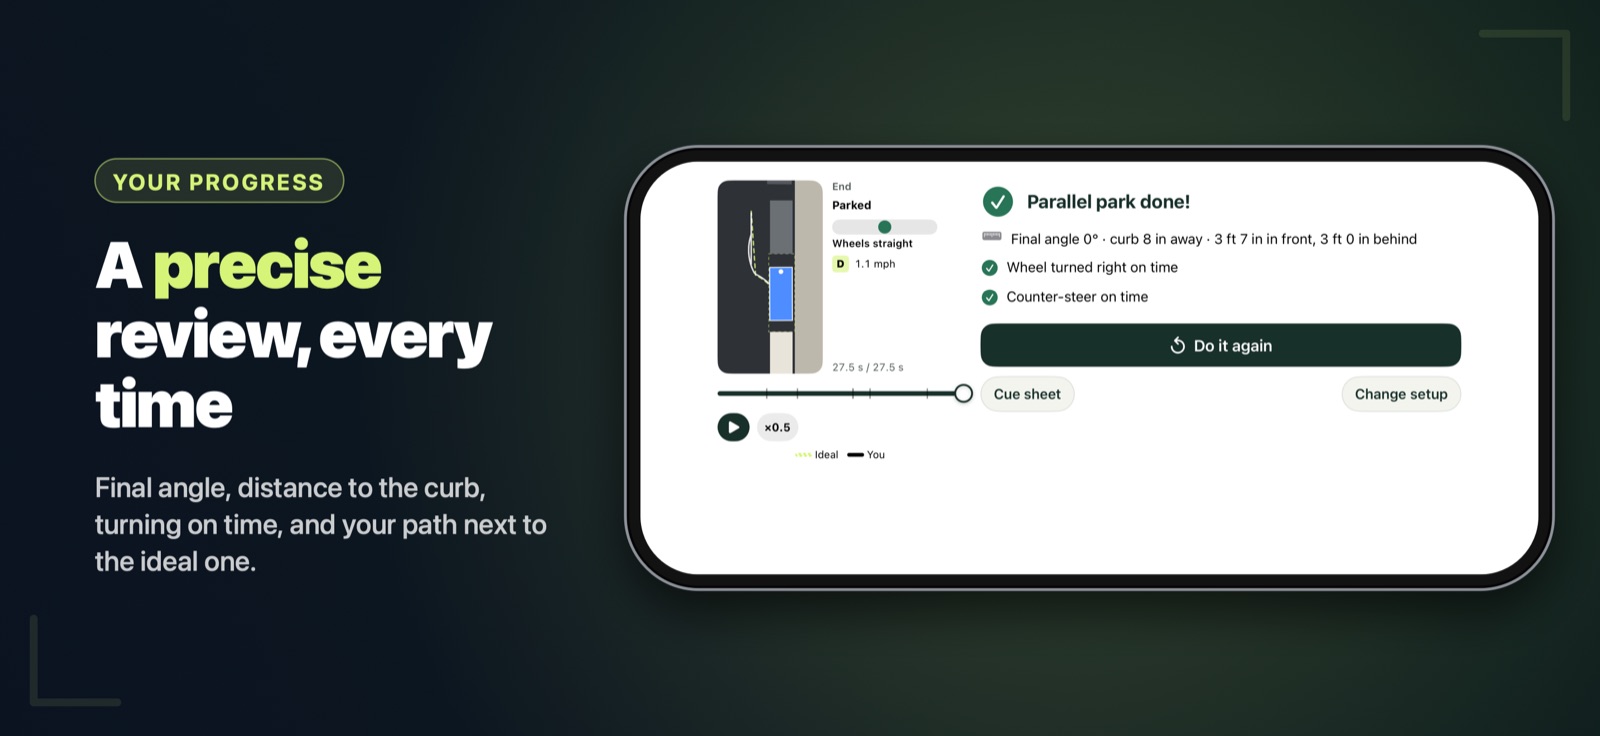 YOUR PROGRESS
A precise
review, every
time
Final angle, distance to the curb,
turning on time, and your path next to
the ideal one.
End
Parked
Wheels straight
D 1.1 mph
27.5 s / 27.5 s
×0.5
Ideal You
Parallel park done!
Final angle 0° · curb 8 in away · 3 ft 7 in in front, 3 ft 0 in behind
Wheel turned right on time
Counter-steer on time
Do it again
Cue sheet
Change setup